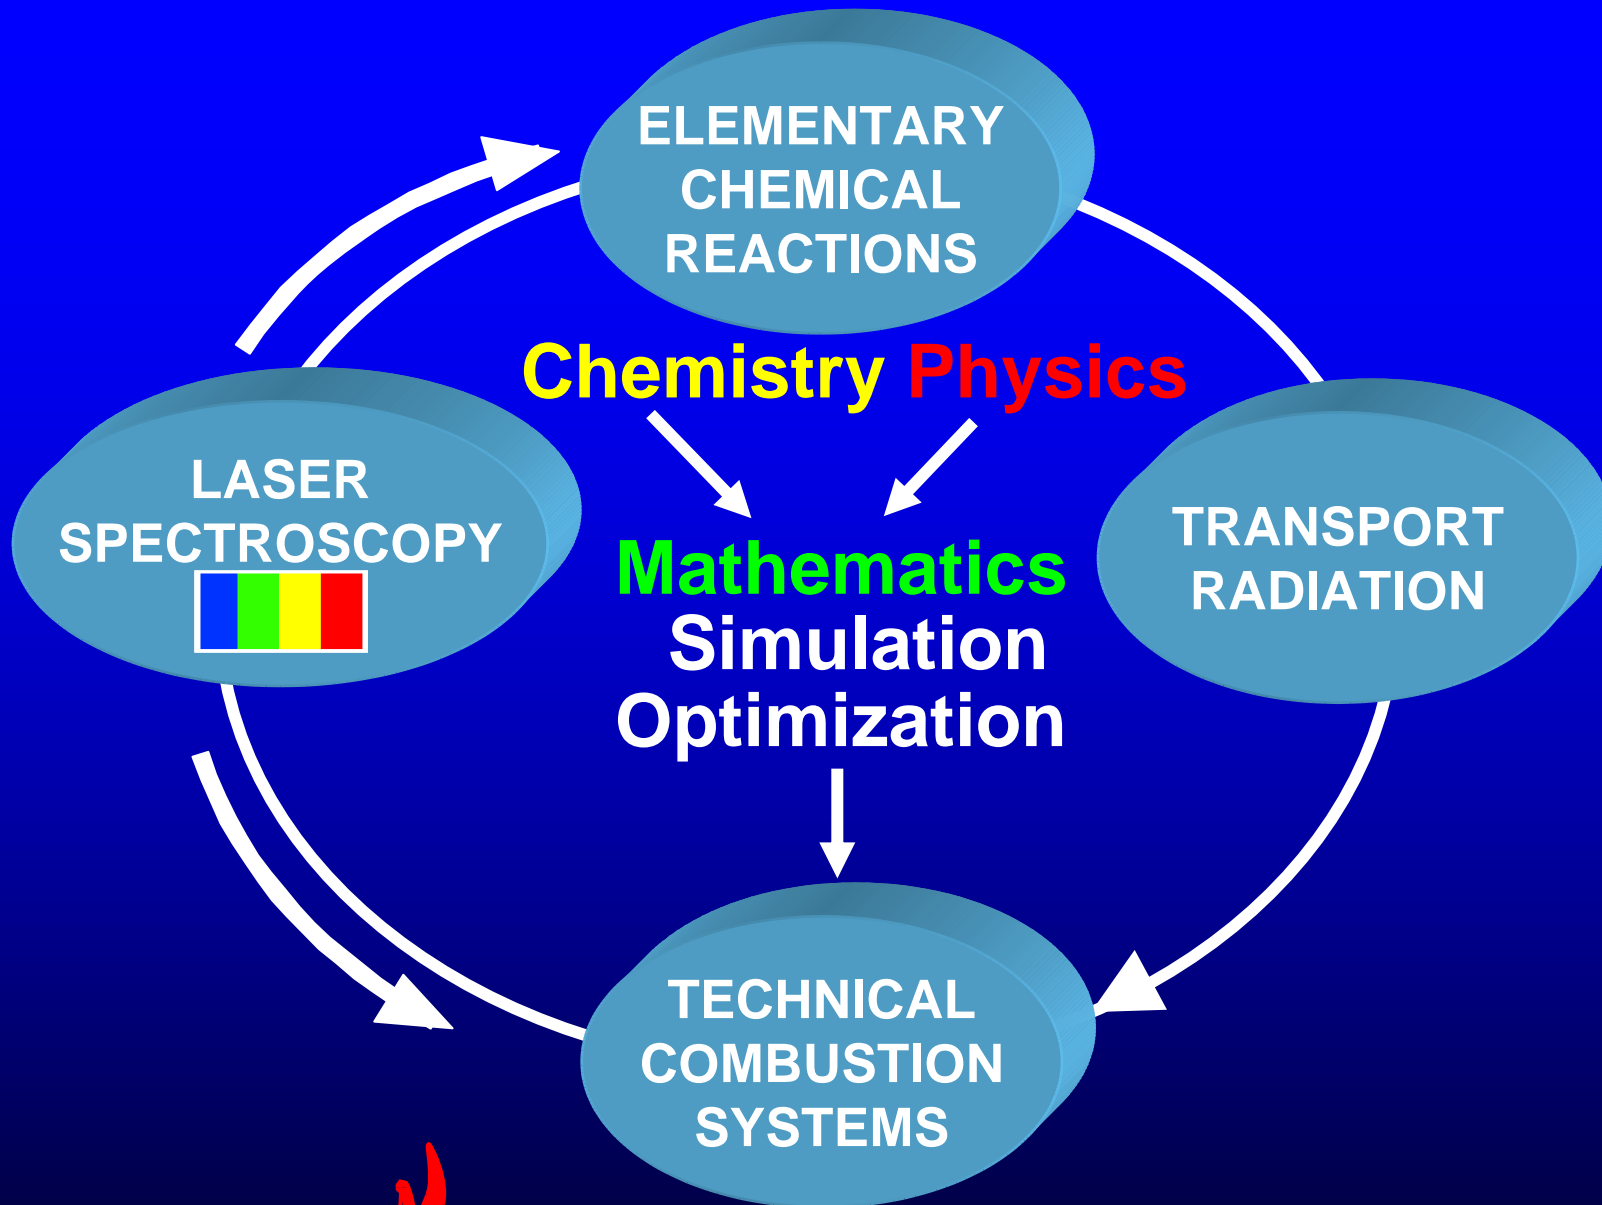 ELEMENTARY
CHEMICAL
REACTIONS
Chemistry Physics
LASER
SPECTROSCOPY
TRANSPORT
RADIATION
Mathematics
Simulation
Optimization
TECHNICAL
COMBUSTION
SYSTEMS